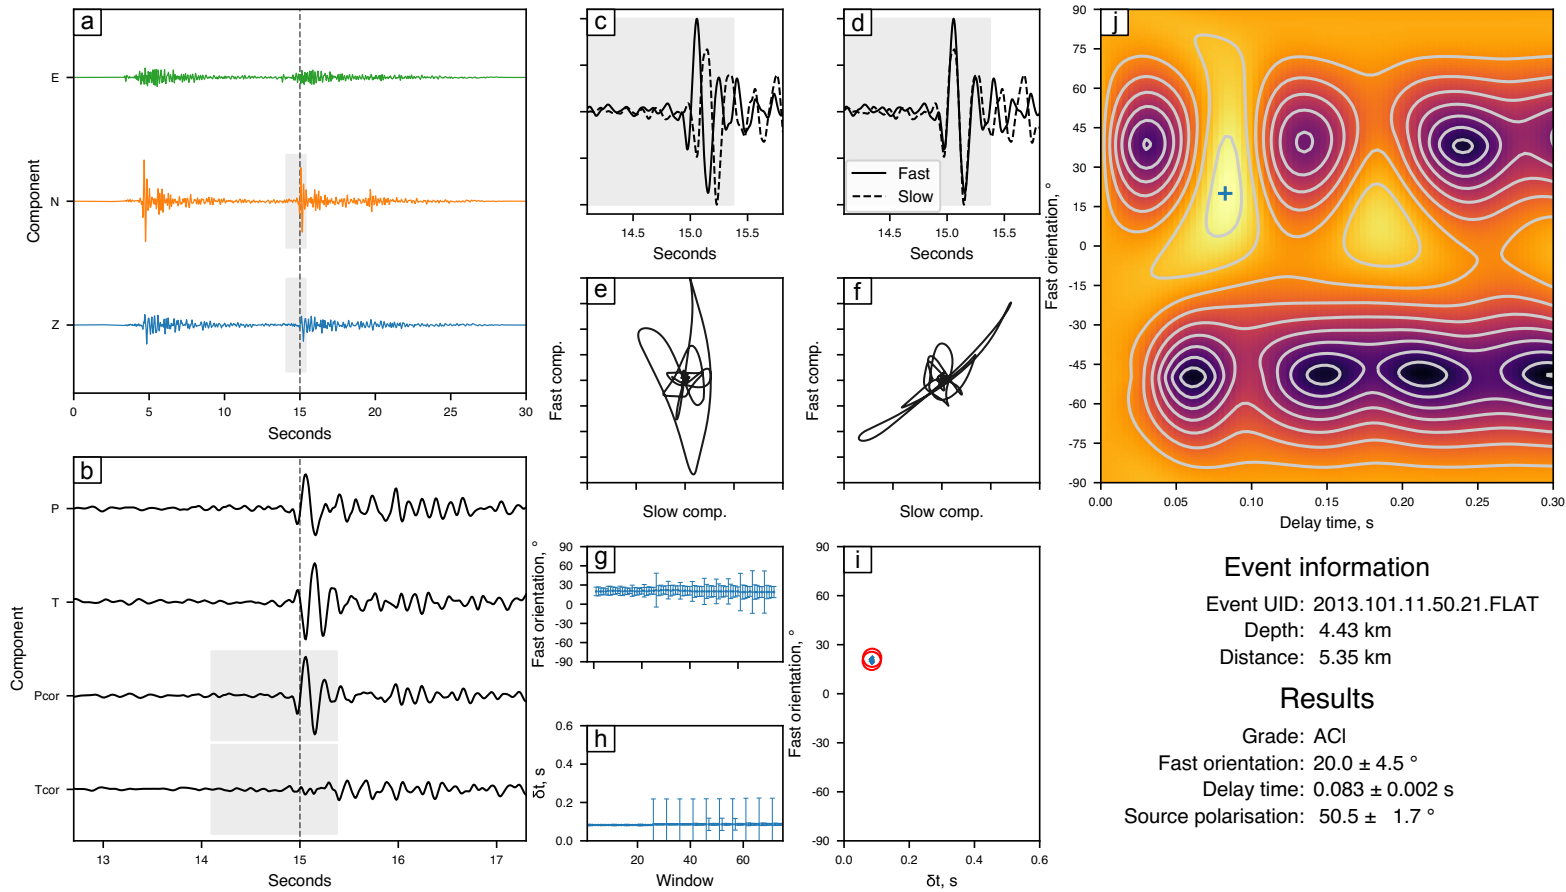 a
E
N
Z
Component
0
5
10
15
20
25
30
Seconds
b
P
T
Pcor
Tcor
Component
13
14
15
16
17
Seconds
c
14.5
15.0
15.5
Seconds
d
Fast
Slow
14.5
15.0
15.5
Seconds
e
Fast comp.
Slow comp.
f
Fast comp.
Slow comp.
g
90
60
30
0
-30
-60
-90
Fast orientation, °
h
0.6
0.4
0.2
0.0
δt, s
20
40
60
Window
i
90
60
30
0
-30
-60
-90
Fast orientation, °
0.0
0.2
0.4
0.6
δt, s
j
90
75
60
45
30
15
0
-15
-30
-45
-60
-75
-90
Fast orientation, °
0.00
0.05
0.10
0.15
0.20
0.25
0.30
Delay time, s
Event information
Event UID: 2013.101.11.50.21.FLAT
Depth: 4.43 km
Distance: 5.35 km
Results
Grade: ACl
Fast orientation: 20.0 ± 4.5 °
Delay time: 0.083 ± 0.002 s
Source polarisation: 50.5 ± 1.7 °